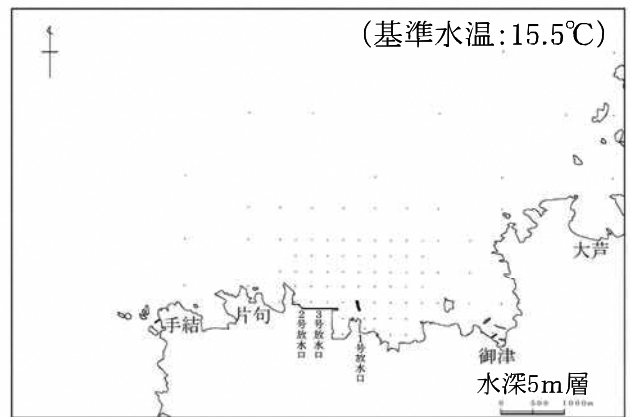 (基準水温:15.5℃)
大芦
手結
片句
2号放水口
3号放水口
1号放水口
御津
水深5m層
0 500 1000m